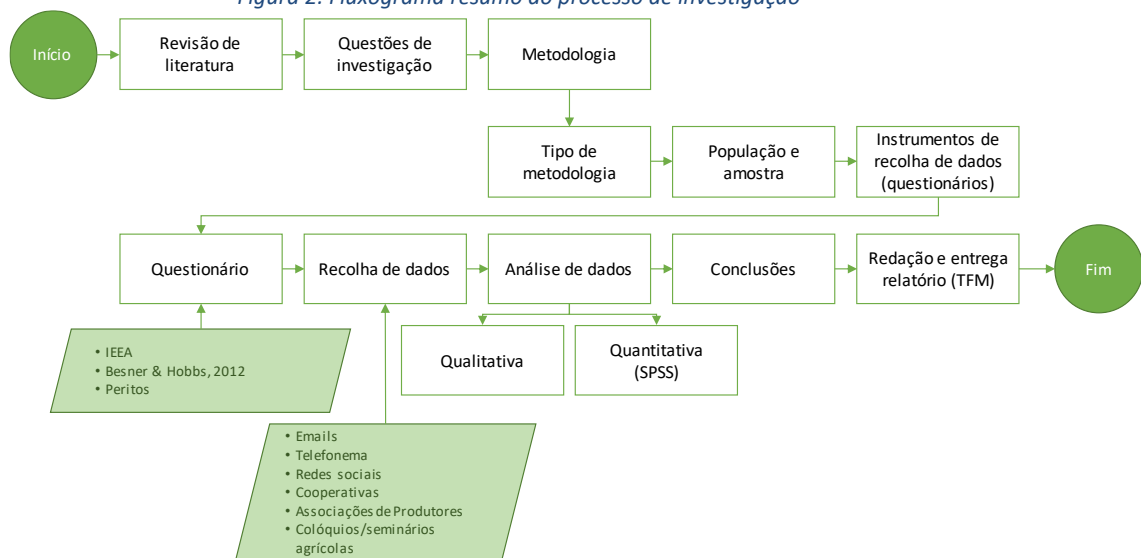 Figura 2: Fluxograma resumo do processo de investigação
Início
Revisão de
literatura
Questões de
investigação
Metodologia
Tipo de
metodologia
População e
amostra
Instrumentos de
recolha de dados
(questionários)
Questionário
Recolha de dados
Análise de dados
Conclusões
Redação e entrega
relatório (TFM)
Fim
Qualitativa
Quantitativa
(SPSS)
• IEEA
• Besner & Hobbs, 2012
• Peritos
• Emails
• Telefonema
• Redes sociais
• Cooperativas
• Associações de Produtores
• Colóquios/seminários
agrícolas